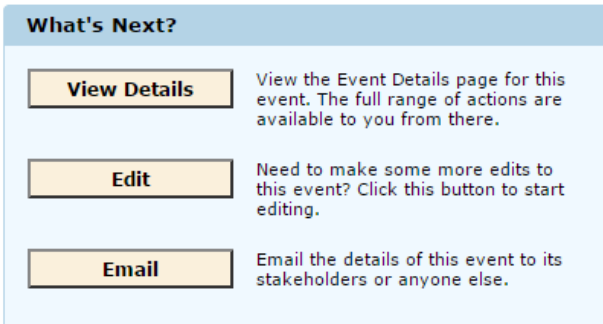 What's Next?
View Details
View the Event Details page for this
event. The full range of actions are
available to you from there.
Edit
Need to make some more edits to
this event? Click this button to start
editing.
Email
Email the details of this event to its
stakeholders or anyone else.